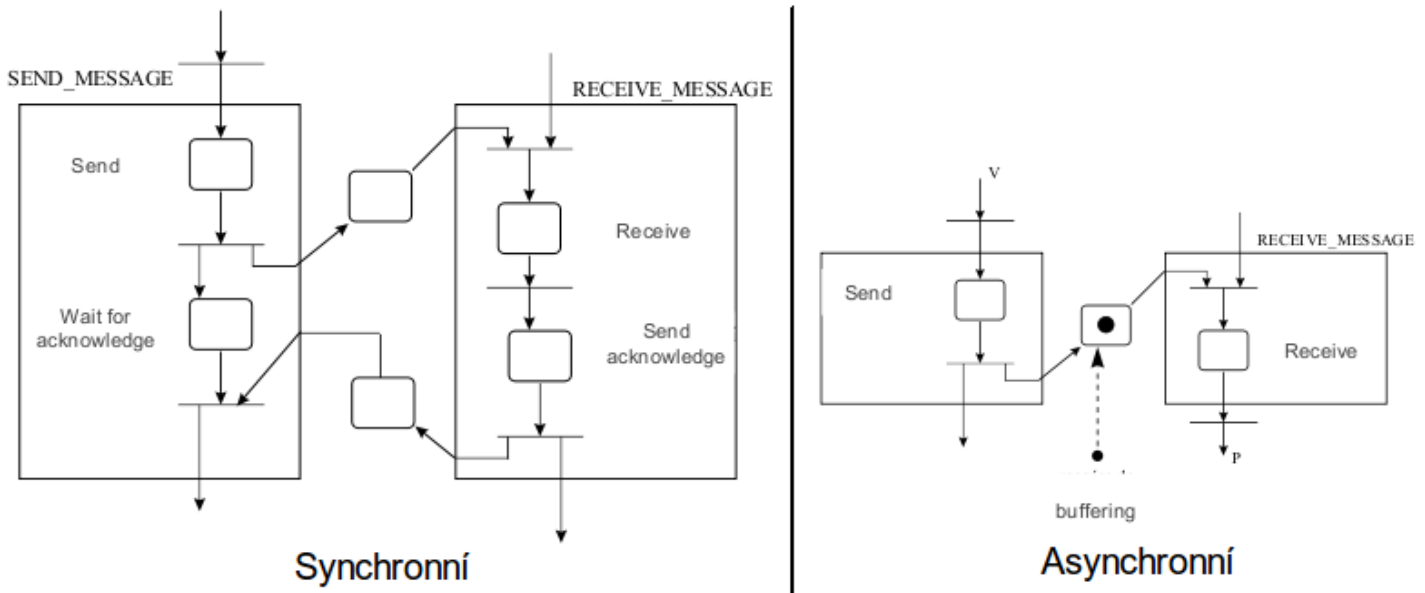 SEND_MESSAGE
RECEIVE_MESSAGE
Send
Receive
Wait for
acknowledge
Send
acknowledge
Synchronní
V
RECEIVE_MESSAGE
Send
Receive
P
buffering
Asynchronní